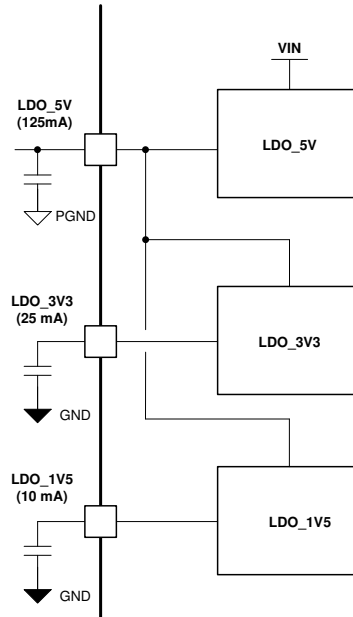 VIN
LDO_5V
(125mA)
LDO_5V
PGND
LDO_3V3
(25 mA)
LDO_3V3
GND
LDO_1V5
(10 mA)
LDO_1V5
GND